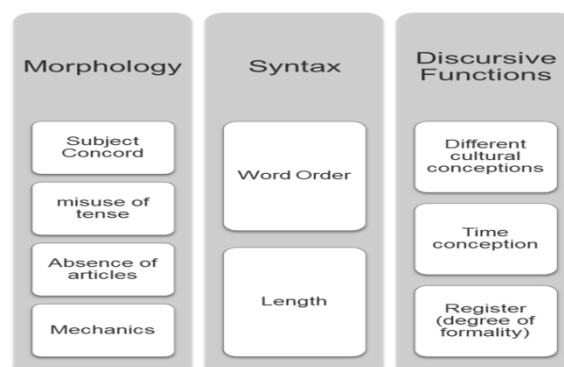 Morphology
Subject
Concord
misuse of
tense
Absence of
articles
Mechanics
Syntax
Word Order
Length
Discursive
Functions
Different
cultural
conceptions
Time
conception
Register
(degree of
formality)